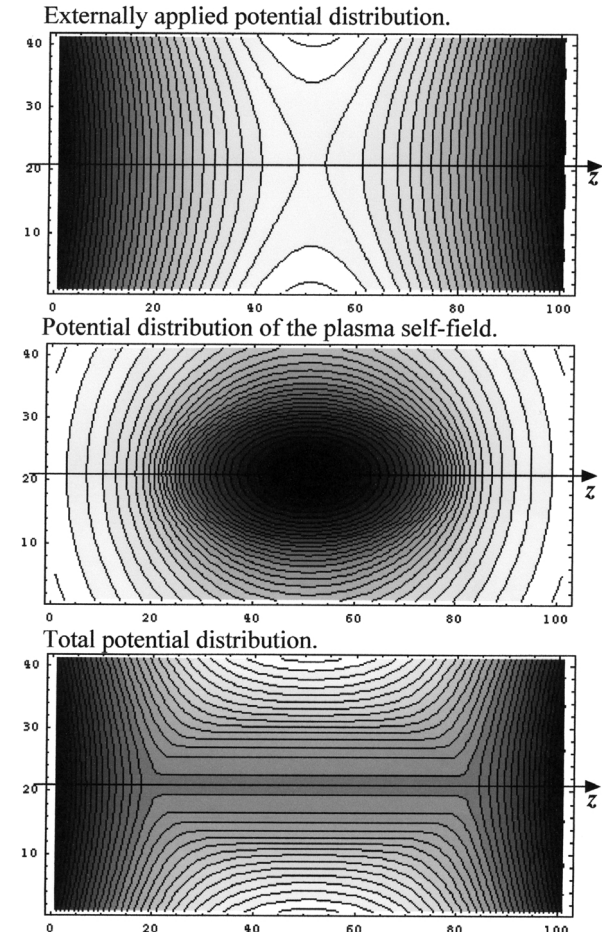 Externally applied potential distribution.
40
30
20
10
z
0 20 40 60 80 100
Potential distribution of the plasma self-field.
40
30
20
10
z
0 20 40 60 80 100
Total potential distribution.
40
30
20
10
z
0 20 40 60 80 100